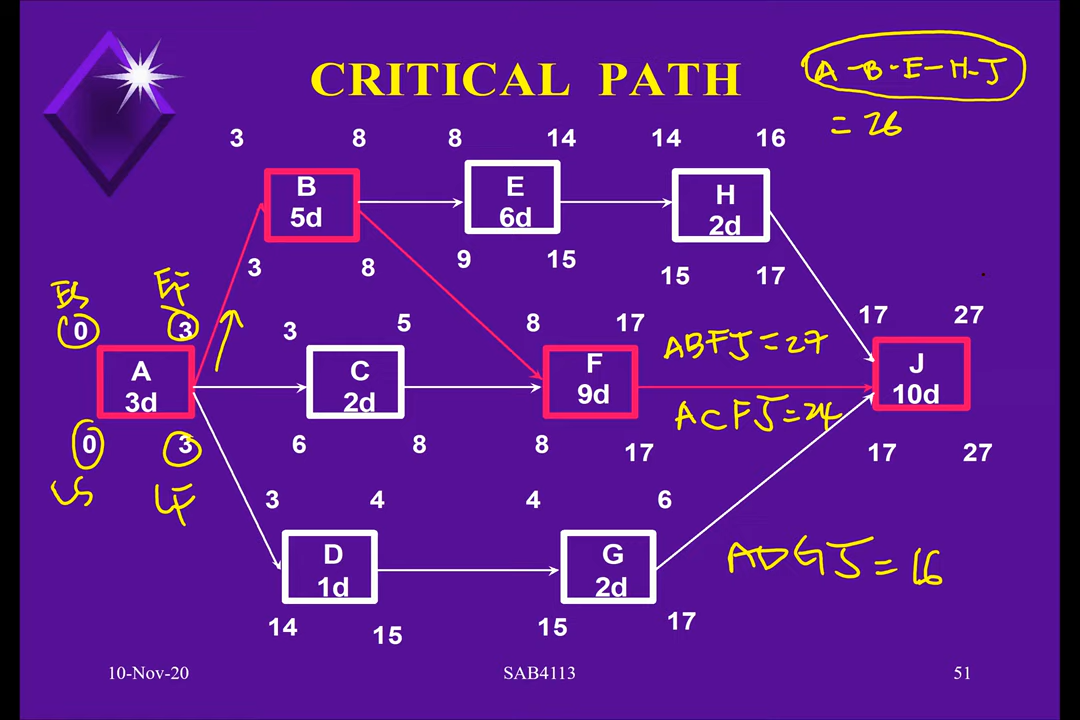 CRITICAL PATH
A-B-E-H-J
= 26
3 8 8 14 14 16
B
5d
E
6d
H
2d
3 8 9 15 15 17
ES EF
0 3 3 5 8 17 17 27
A
3d
C
2d
F
9d
J
10d
ABFJ = 27
ACFJ = 24
0 3 6 8 8 17 17 27
LS LF
3 4 4 6
D
1d
G
2d
ADGJ = 16
14 15 15 17
10-Nov-20 SAB4113 51